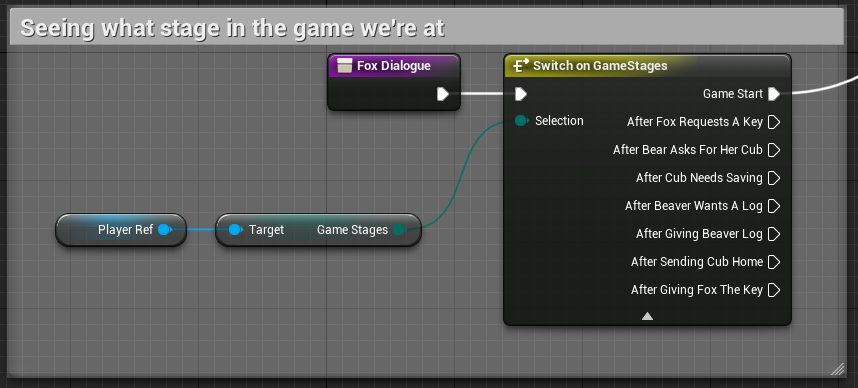 Seeing what stage in the game we're at
Fox Dialogue
Switch on GameStages
Game Start
Selection
After Fox Requests A Key
After Bear Asks For Her Cub
After Cub Needs Saving
After Beaver Wants A Log
After Giving Beaver Log
After Sending Cub Home
After Giving Fox The Key
Player Ref
Target
Game Stages